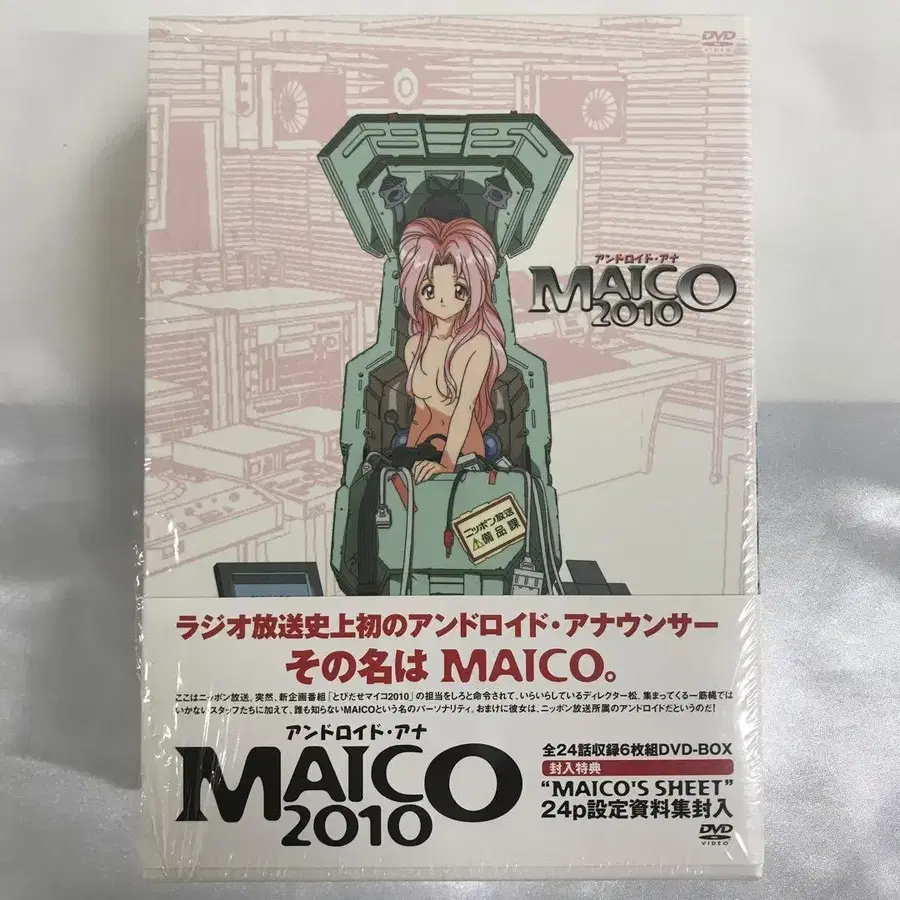 DVD
VIDEO
アンドロイド・アナ
MAICO
2010
ニッポン放送
⚠備品課
ラジオ放送史上初のアンドロイド・アナウンサー
その名は MAICO。
ここはニッポン放送。突然、新企画番組「とびだせマイコ2010」の担当をしろと命令されて、いらいらしているディレクター松。集まってくる一筋縄では
いかないスタッフたちに加えて、誰も知らないMAICOという名のパーソナリティ。おまけに彼女は、ニッポン放送所属のアンドロイドだというのだ!
アンドロイド・アナ
MAICO
2010
全24話収録6枚組DVD-BOX
封入特典
“MAICO'S SHEET”
24p設定資料集封入
DVD
VIDEO